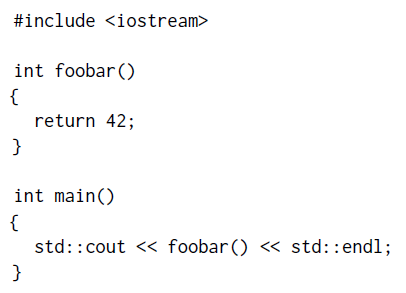 #include <iostream>

int foobar()
{
  return 42;
}

int main()
{
  std::cout << foobar() << std::endl;
}